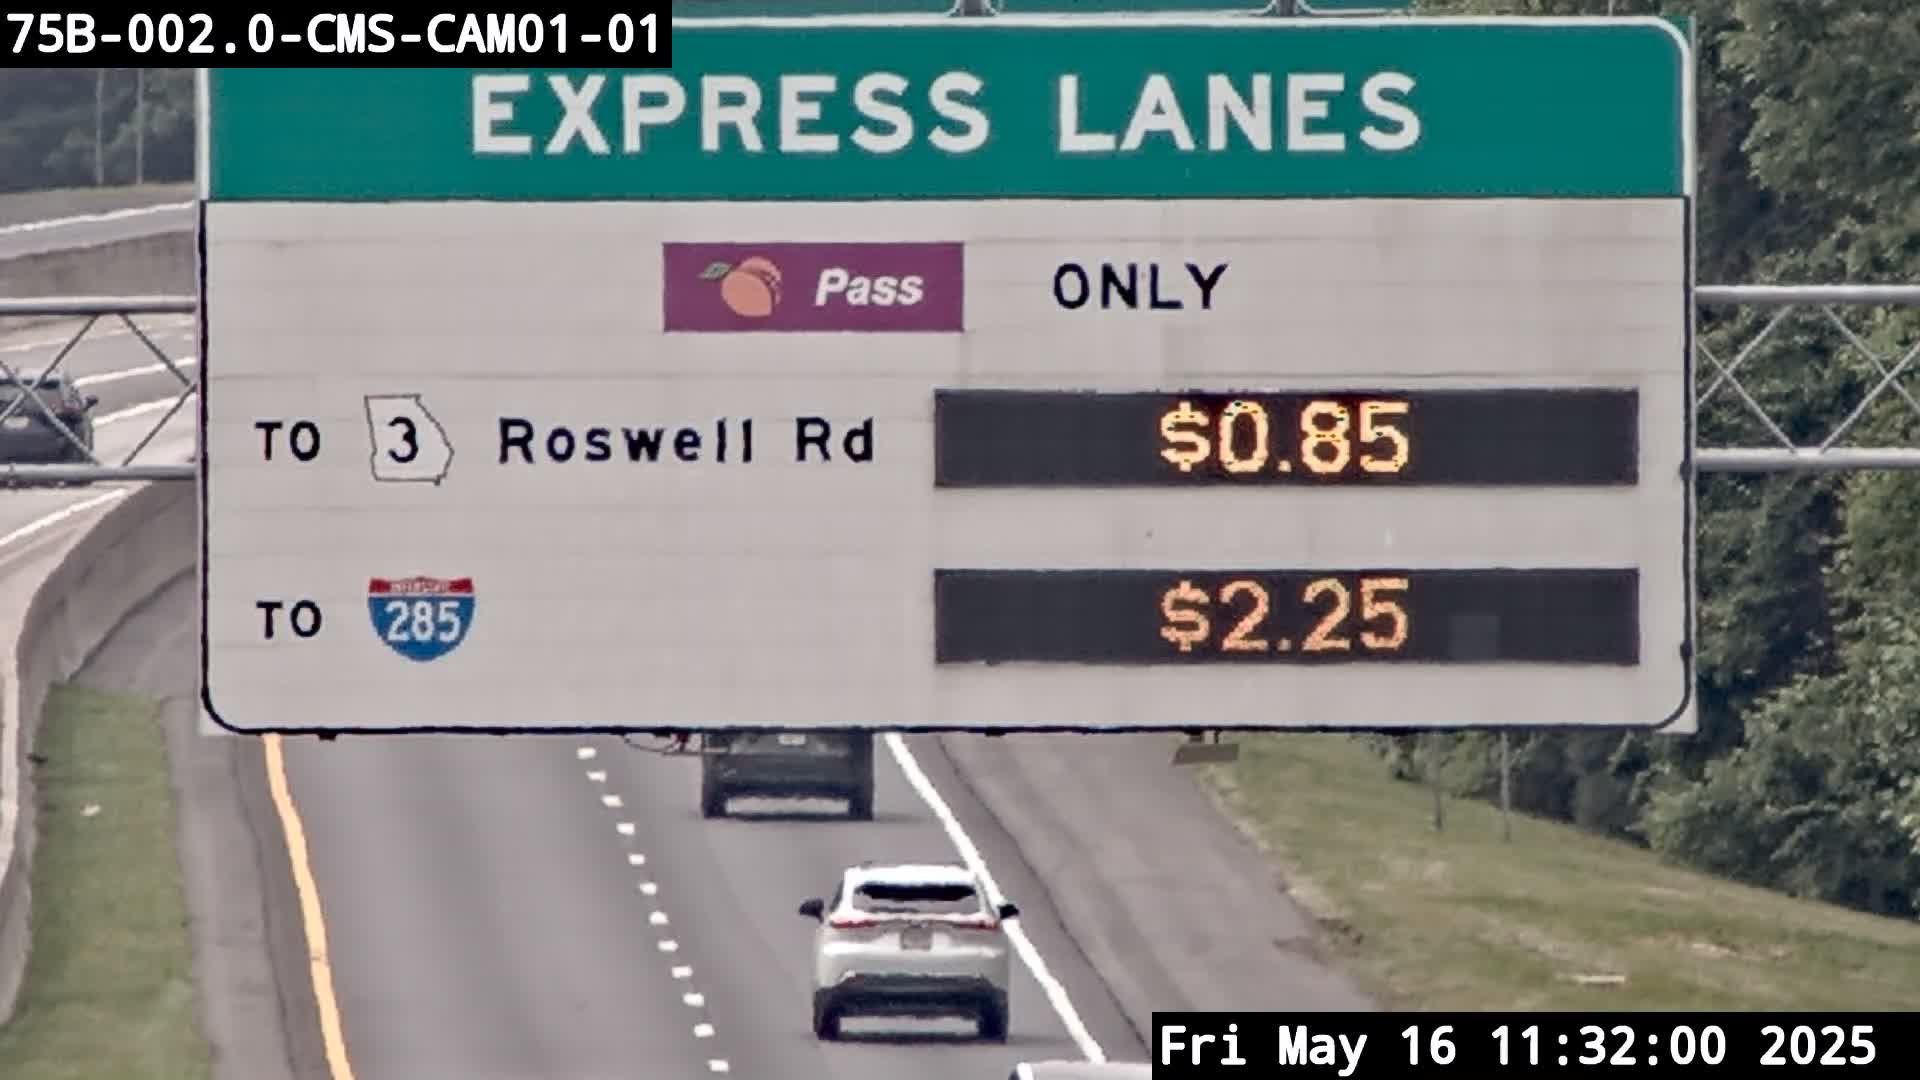 75B-002.0-CMS-CAM01-01
EXPRESS LANES
Pass ONLY
TO 3 Roswell Rd $0.85
INTERSTATE
TO 285 $2.25
Fri May 16 11:32:00 2025